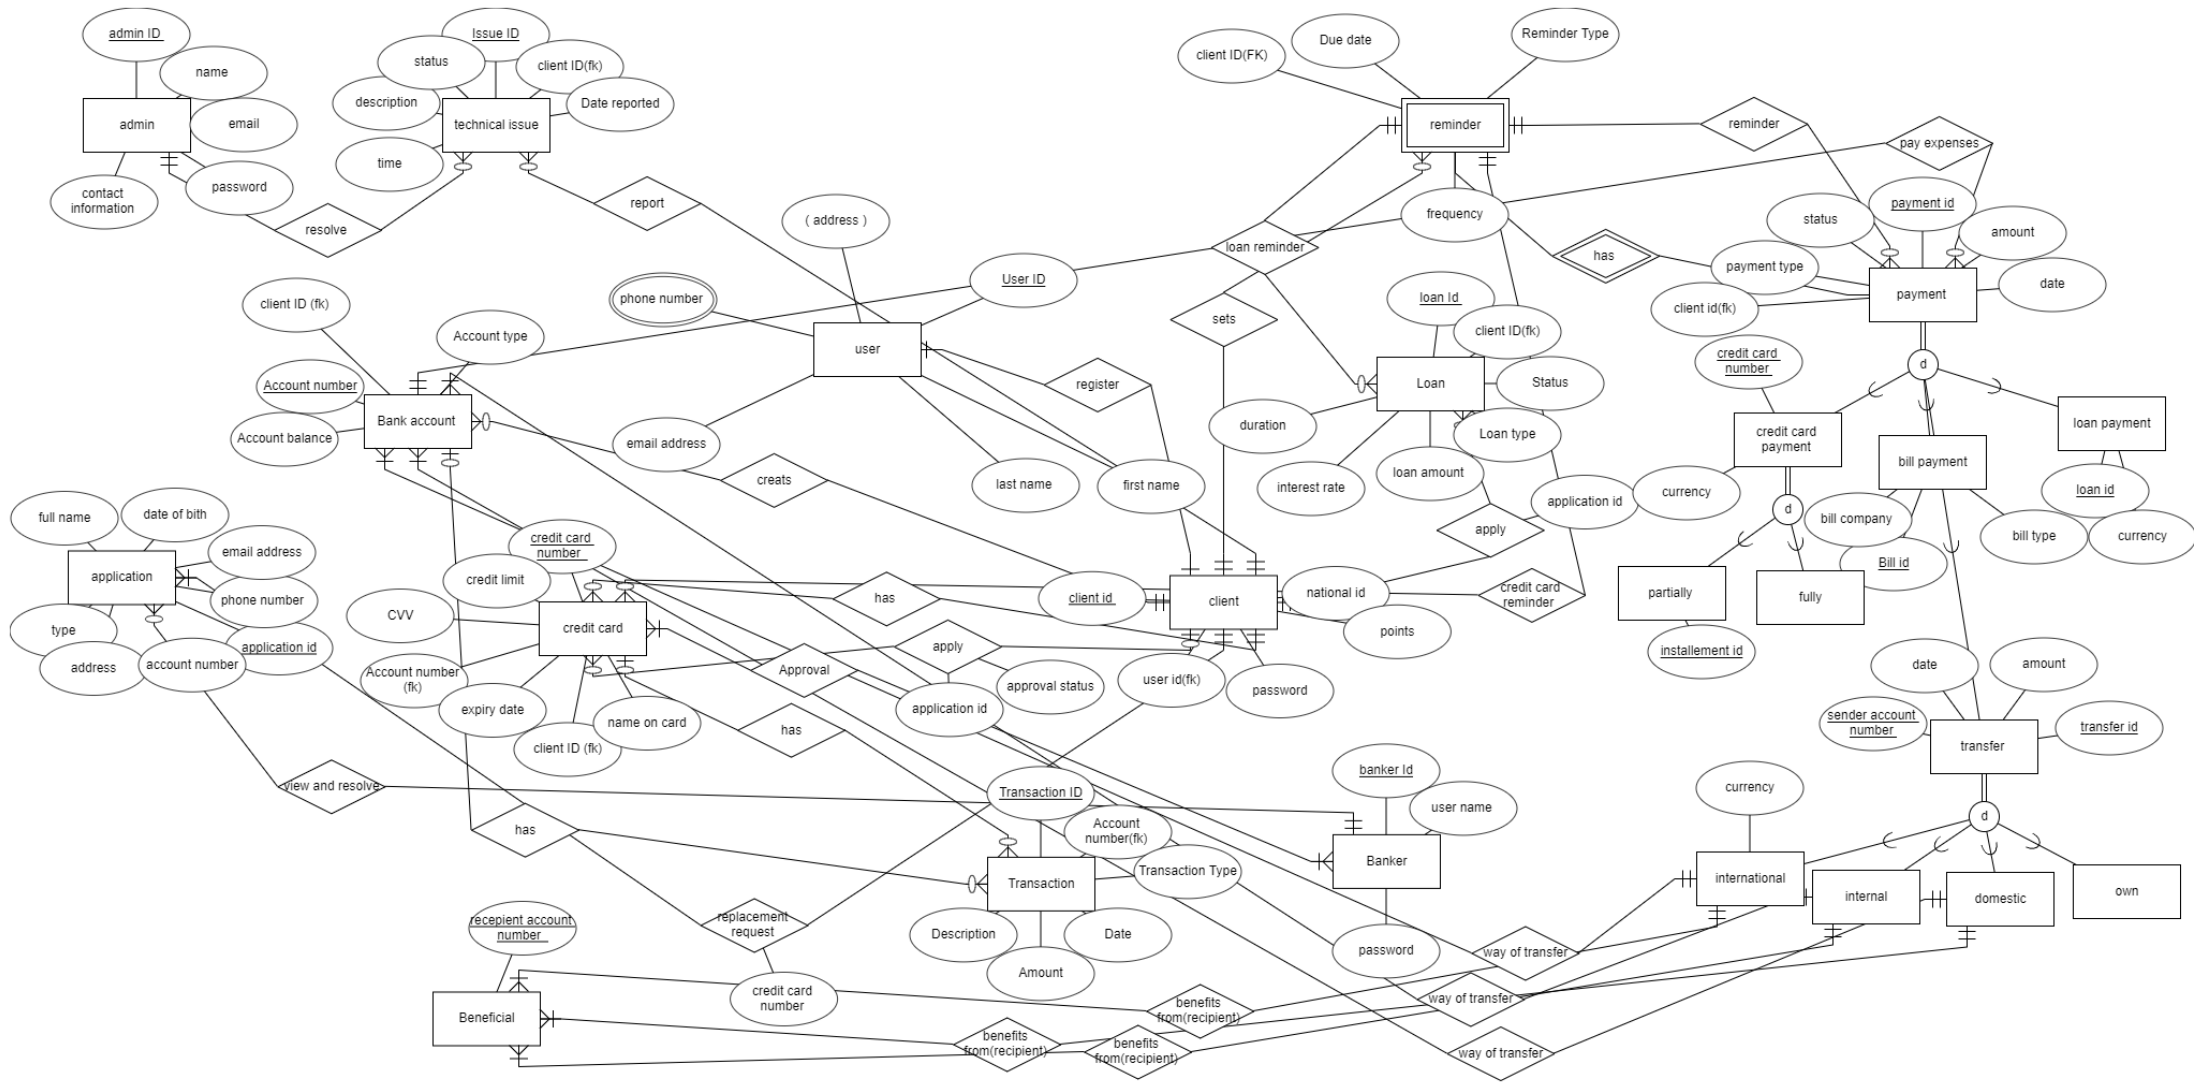 admin ID
Issue ID
status
client ID(fk)
name
description
Date reported
admin
email
technical issue
time
password
contact
information
resolve
report
client ID(FK)
Due date
Reminder Type
reminder
reminder
pay expenses
( address )
frequency
loan reminder
has
payment id
status
amount
payment type
date
client id(fk)
payment
User ID
phone number
client ID (fk)
Account type
user
sets
loan Id
client ID(fk)
Loan
Status
credit card
number
d
Account number
register
Bank account
Account balance
email address
duration
Loan type
credit card
payment
loan payment
bill payment
creats
last name
first name
interest rate
loan amount
application id
currency
loan id
full name
date of bith
d
bill company
bill type
currency
apply
email address
credit card
number
application
credit limit
Bill id
phone number
CVV
has
client id
client
national id
credit card
reminder
partially
fully
type
credit card
points
application id
address
account number
apply
installement id
Account number
(fk)
Approval
approval status
user id(fk)
password
date
amount
expiry date
name on card
application id
sender account
number
transfer id
client ID (fk)
has
transfer
view and resolve
Transaction ID
banker Id
currency
user name
has
Account
number(fk)
d
Banker
Transaction Type
Transaction
international
internal
domestic
own
recepient account
number
replacement
request
Description
Date
password
way of transfer
Amount
credit card
number
way of transfer
benefits
from(recipient)
Beneficial
benefits
from(recipient)
benefits
from(recipient)
way of transfer